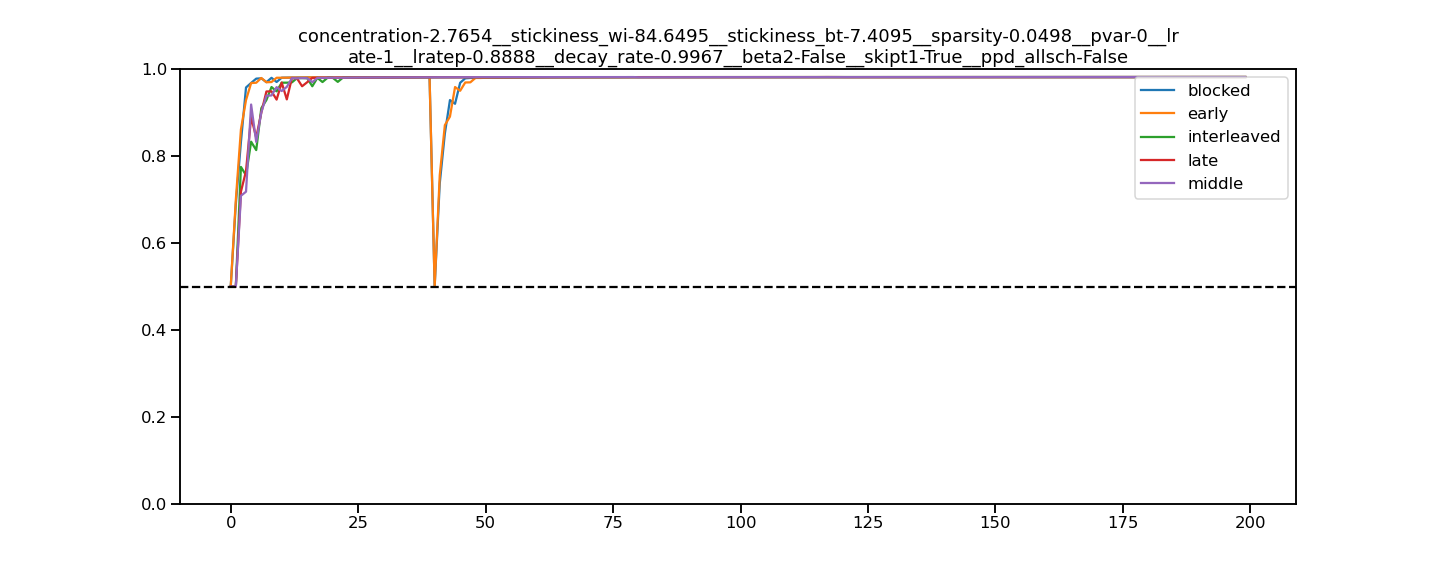 concentration-2.7654__stickiness_wi-84.6495__stickiness_bt-7.4095__sparsity-0.0498__pvar-0__lr
ate-1__lratep-0.8888__decay_rate-0.9967__beta2-False__skipt1-True__ppd_allsch-False
1.0
0.8
0.6
0.4
0.2
0.0
blocked
early
interleaved
late
middle
0 25 50 75 100 125 150 175 200